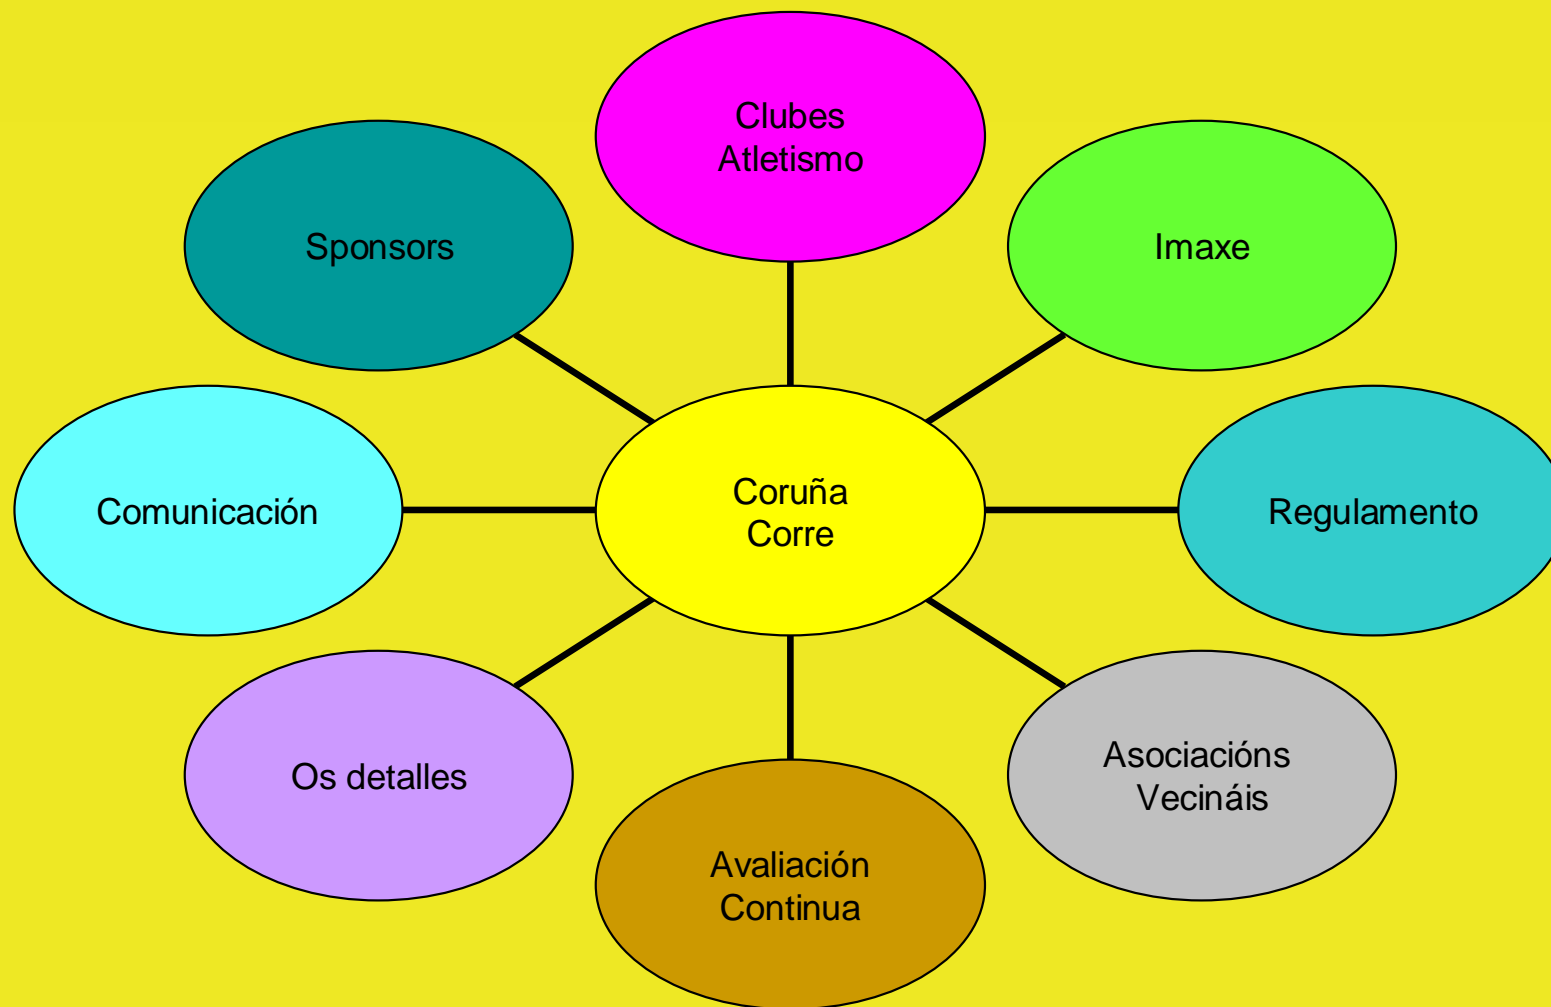 Clubes
Atletismo
Sponsors
Imaxe
Comunicación
Coruña
Corre
Regulamento
Os detalles
Asociacións
Vecináis
Avaliación
Continua